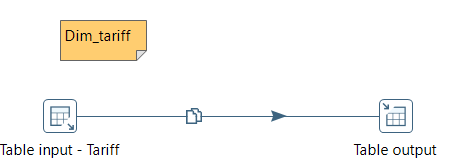 Dim_tariff
Table input - Tariff
Table output